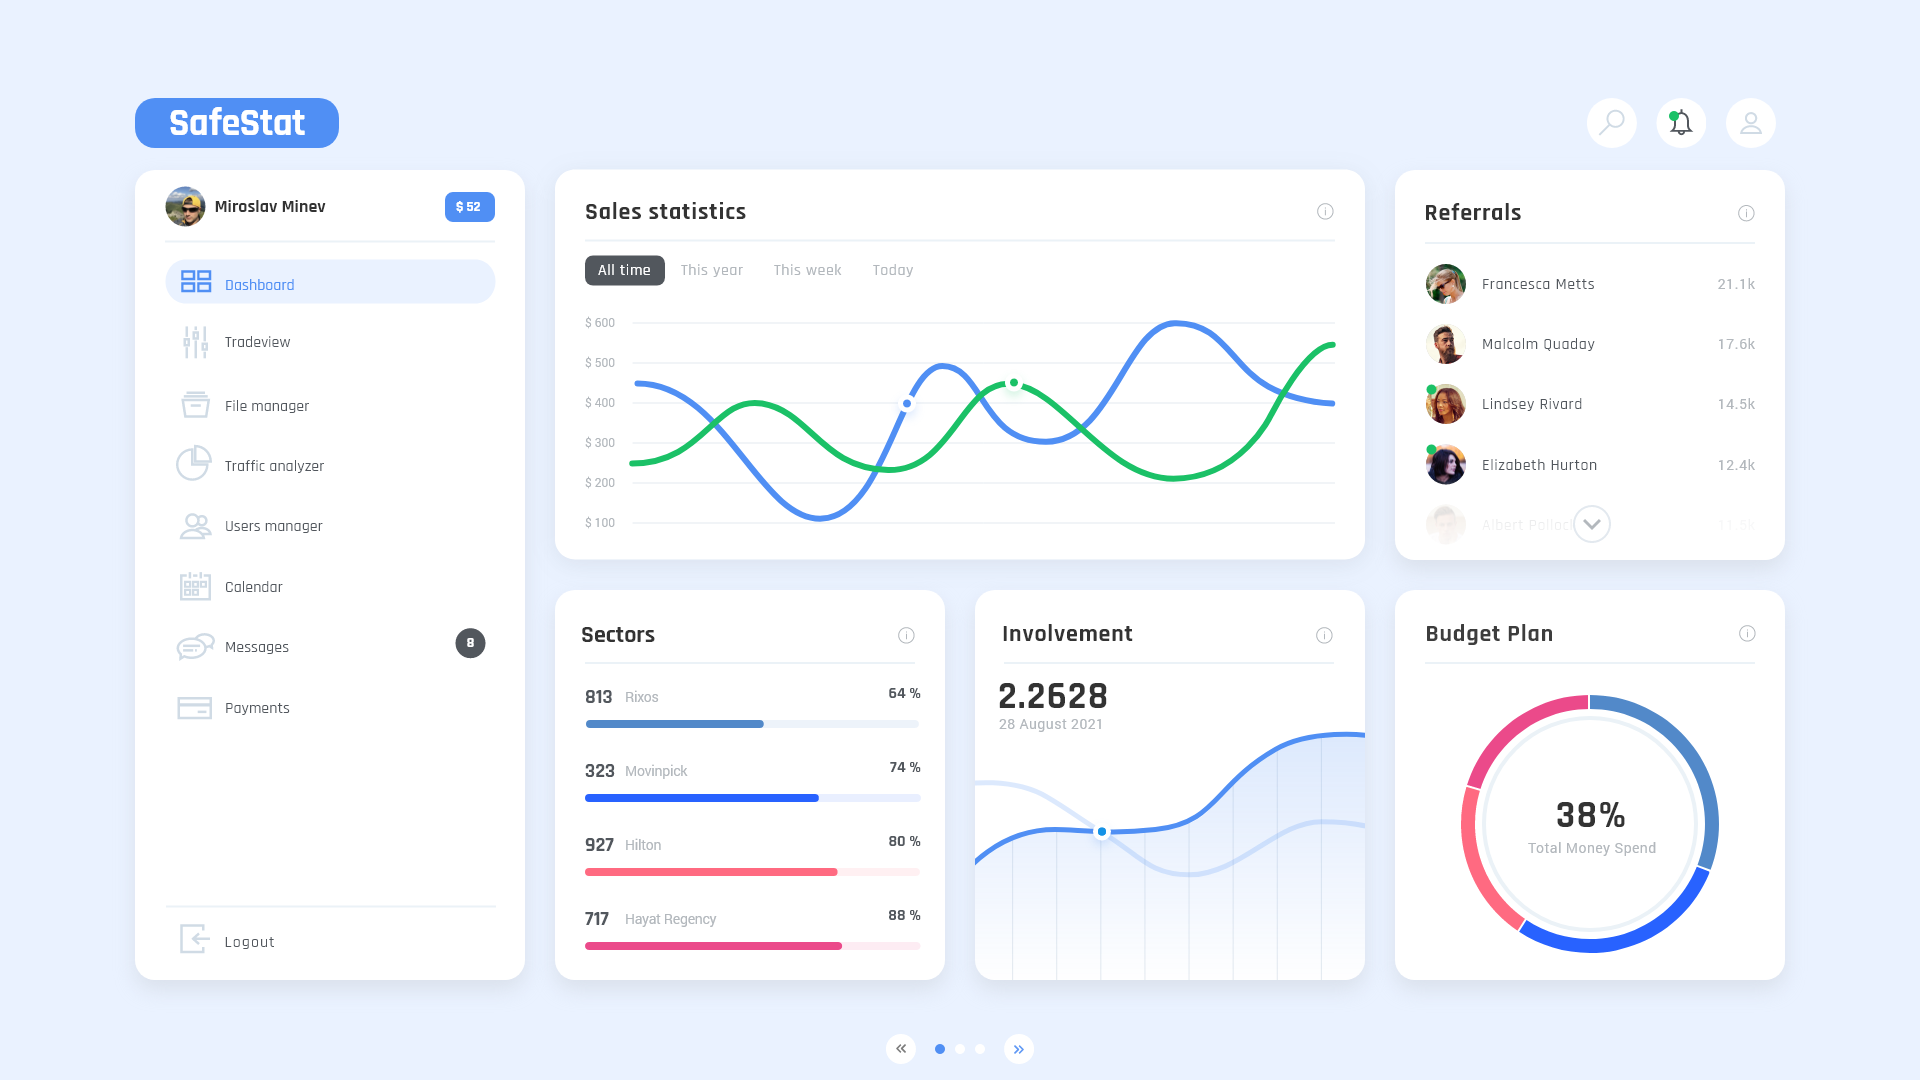 SafeStat
Miroslav Minev
$ 52
Dashboard
Tradeview
File manager
Traffic analyzer
Users manager
Calendar
Messages
8
Payments
Logout
Sales statistics
All time
This year
This week
Today
$ 600
$ 500
$ 400
$ 300
$ 200
$ 100
Referrals
Francesca Metts
21.1k
Malcolm Quaday
17.6k
Lindsey Rivard
14.5k
Elizabeth Hurton
12.4k
Albert
Sectors
813 Rixos 64 %
323 Movinpick 74 %
927 Hilton 80 %
717 Hayat Regency 88 %
Involvement
2.2628
28 August 2021
Budget Plan
38%
Total Money Spend